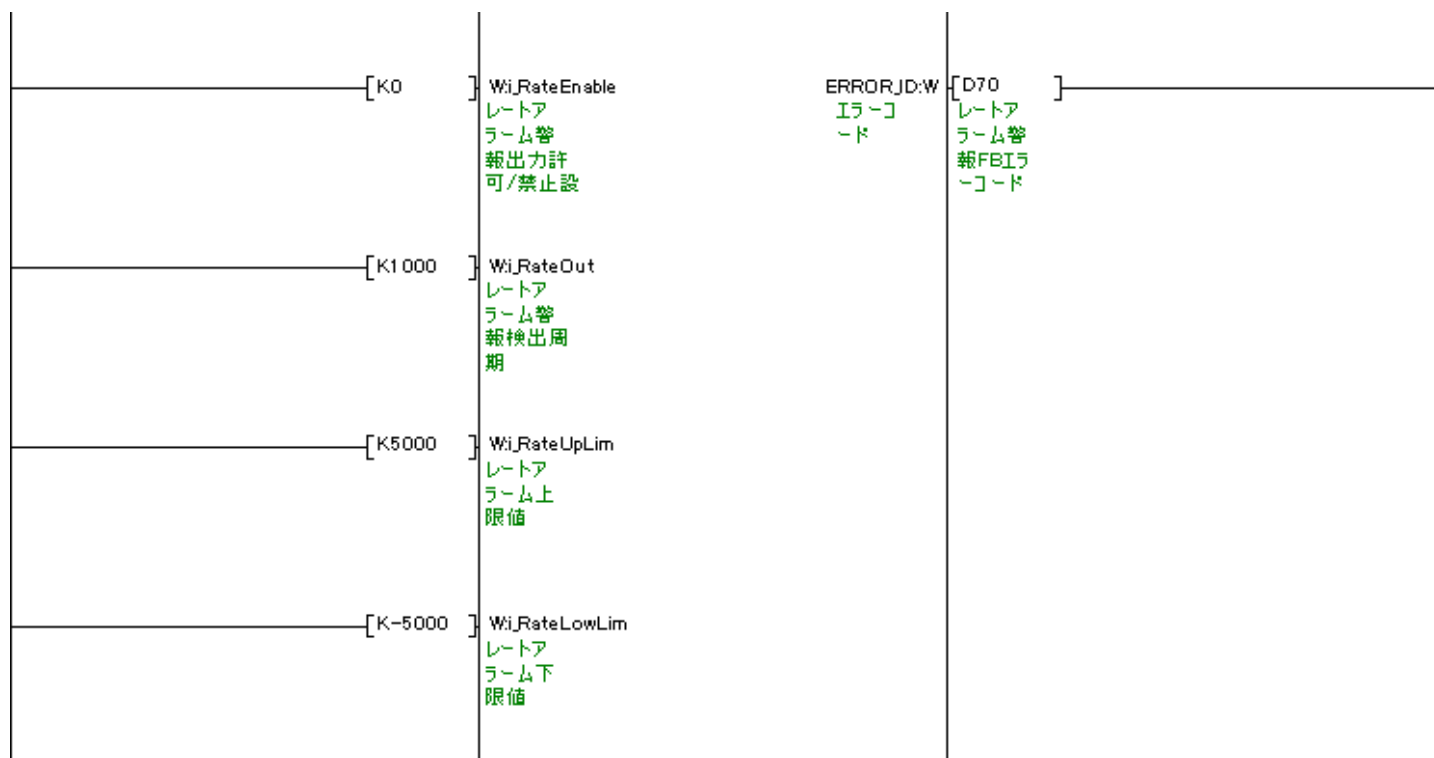 [K0 ] W:i_RateEnable ERROR_ID:W [D70 ]
レートア エラーコ レートア
ラーム警 ード ラーム警
報出力許 報FBエラ
可/禁止設 ーコード
[K1000 ] W:i_RateOut
レートア
ラーム警
報検出周
期
[K5000 ] W:i_RateUpLim
レートア
ラーム上
限値
[K-5000 ] W:i_RateLowLim
レートア
ラーム下
限値